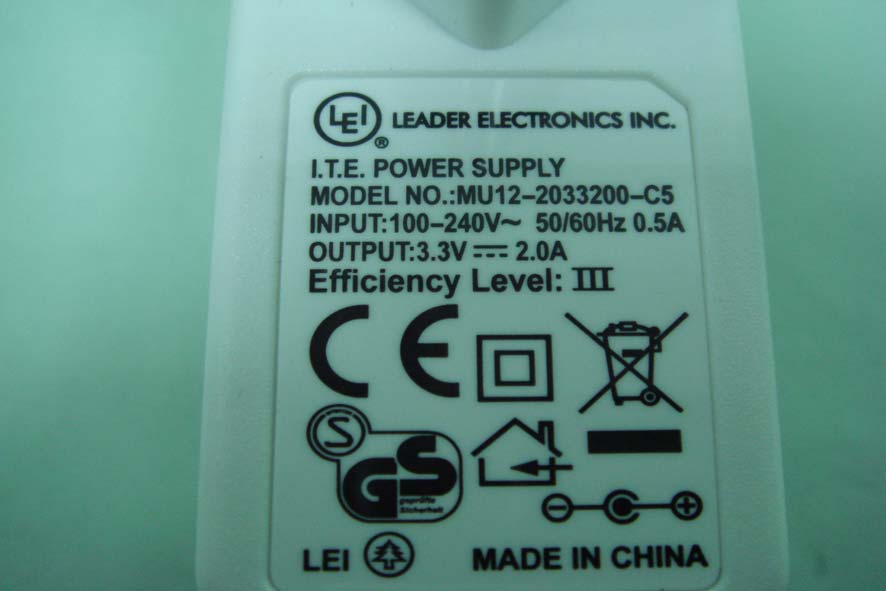 LEI® LEADER ELECTRONICS INC.
I.T.E. POWER SUPPLY
MODEL NO.:MU12-2033200-C5
INPUT:100-240V~ 50/60Hz 0.5A
OUTPUT:3.3V⎓2.0A
Efficiency Level: III
CE
S
GS
geprüfte
Sicherheit
LEI MADE IN CHINA